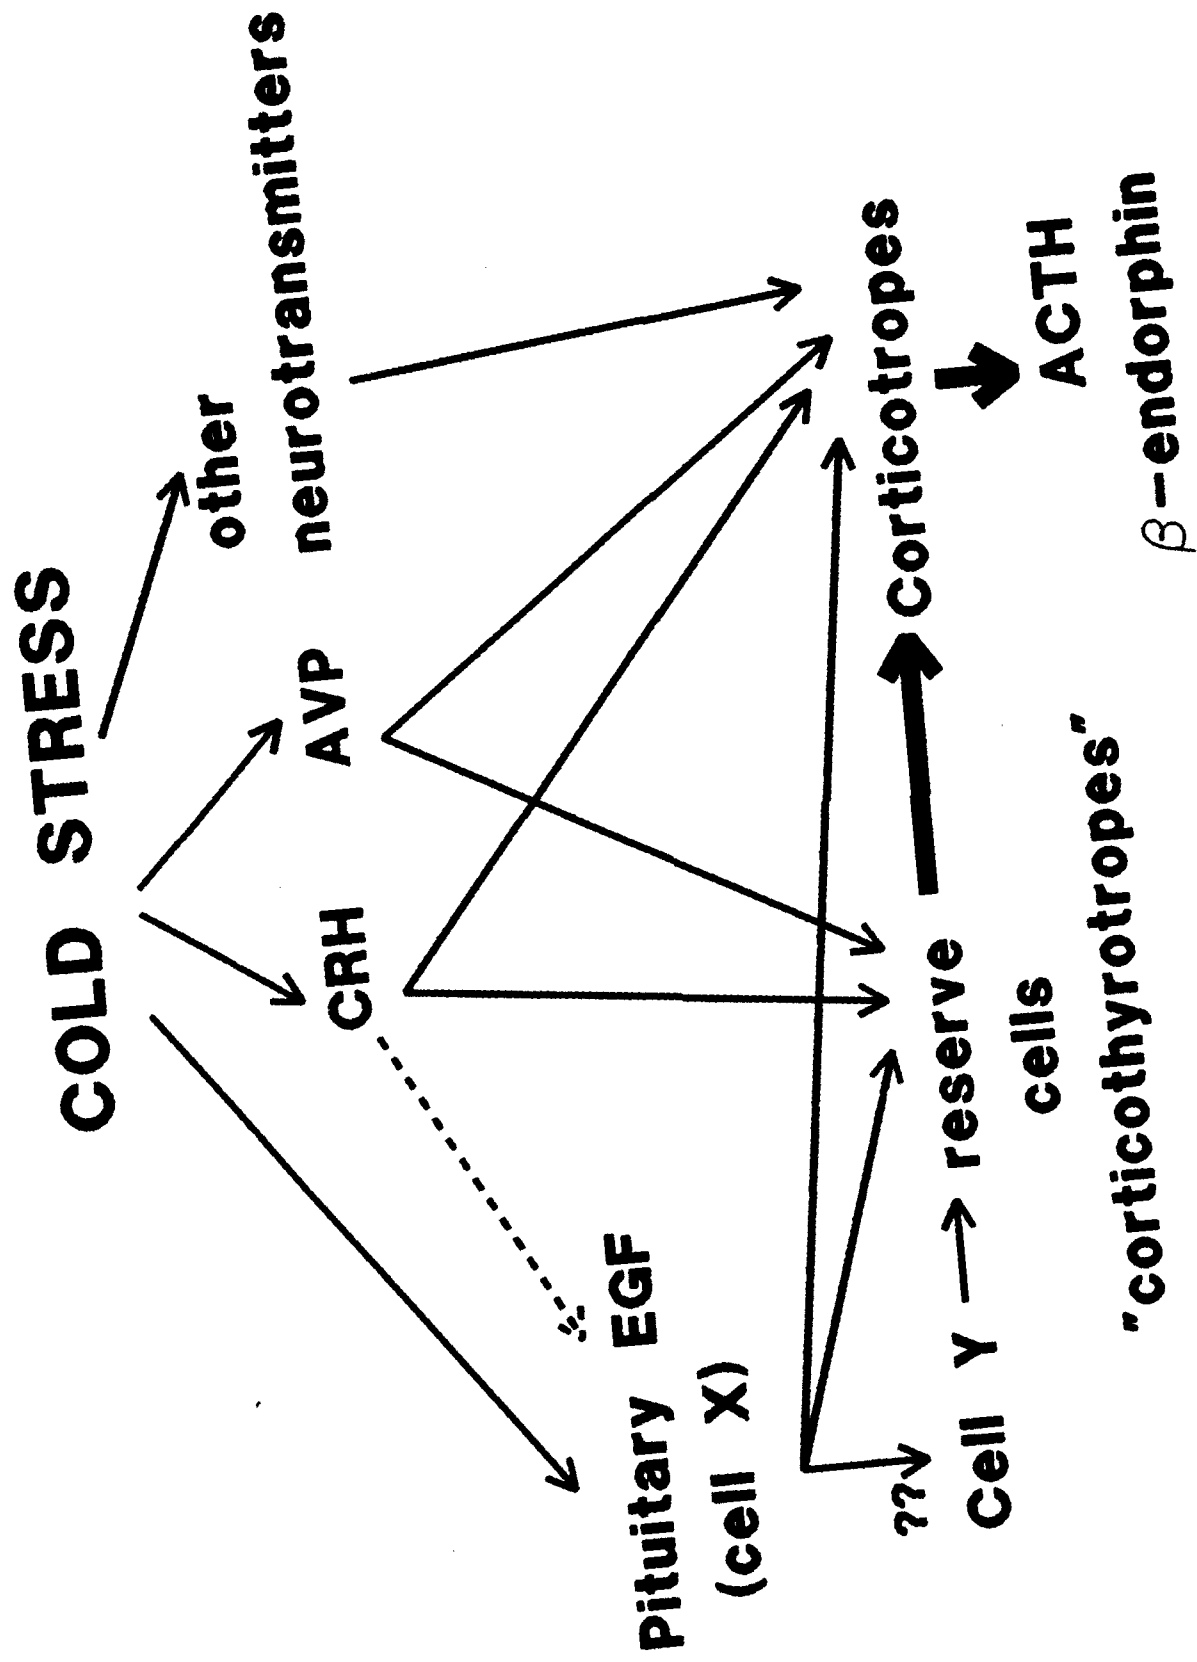 COLD STRESS
other
neurotransmitters
AVP
CRH
Pituitary EGF
(cell X)
??
Cell Y
reserve
cells
"corticothyrotropes"
Corticotropes
ACTH
β-endorphin